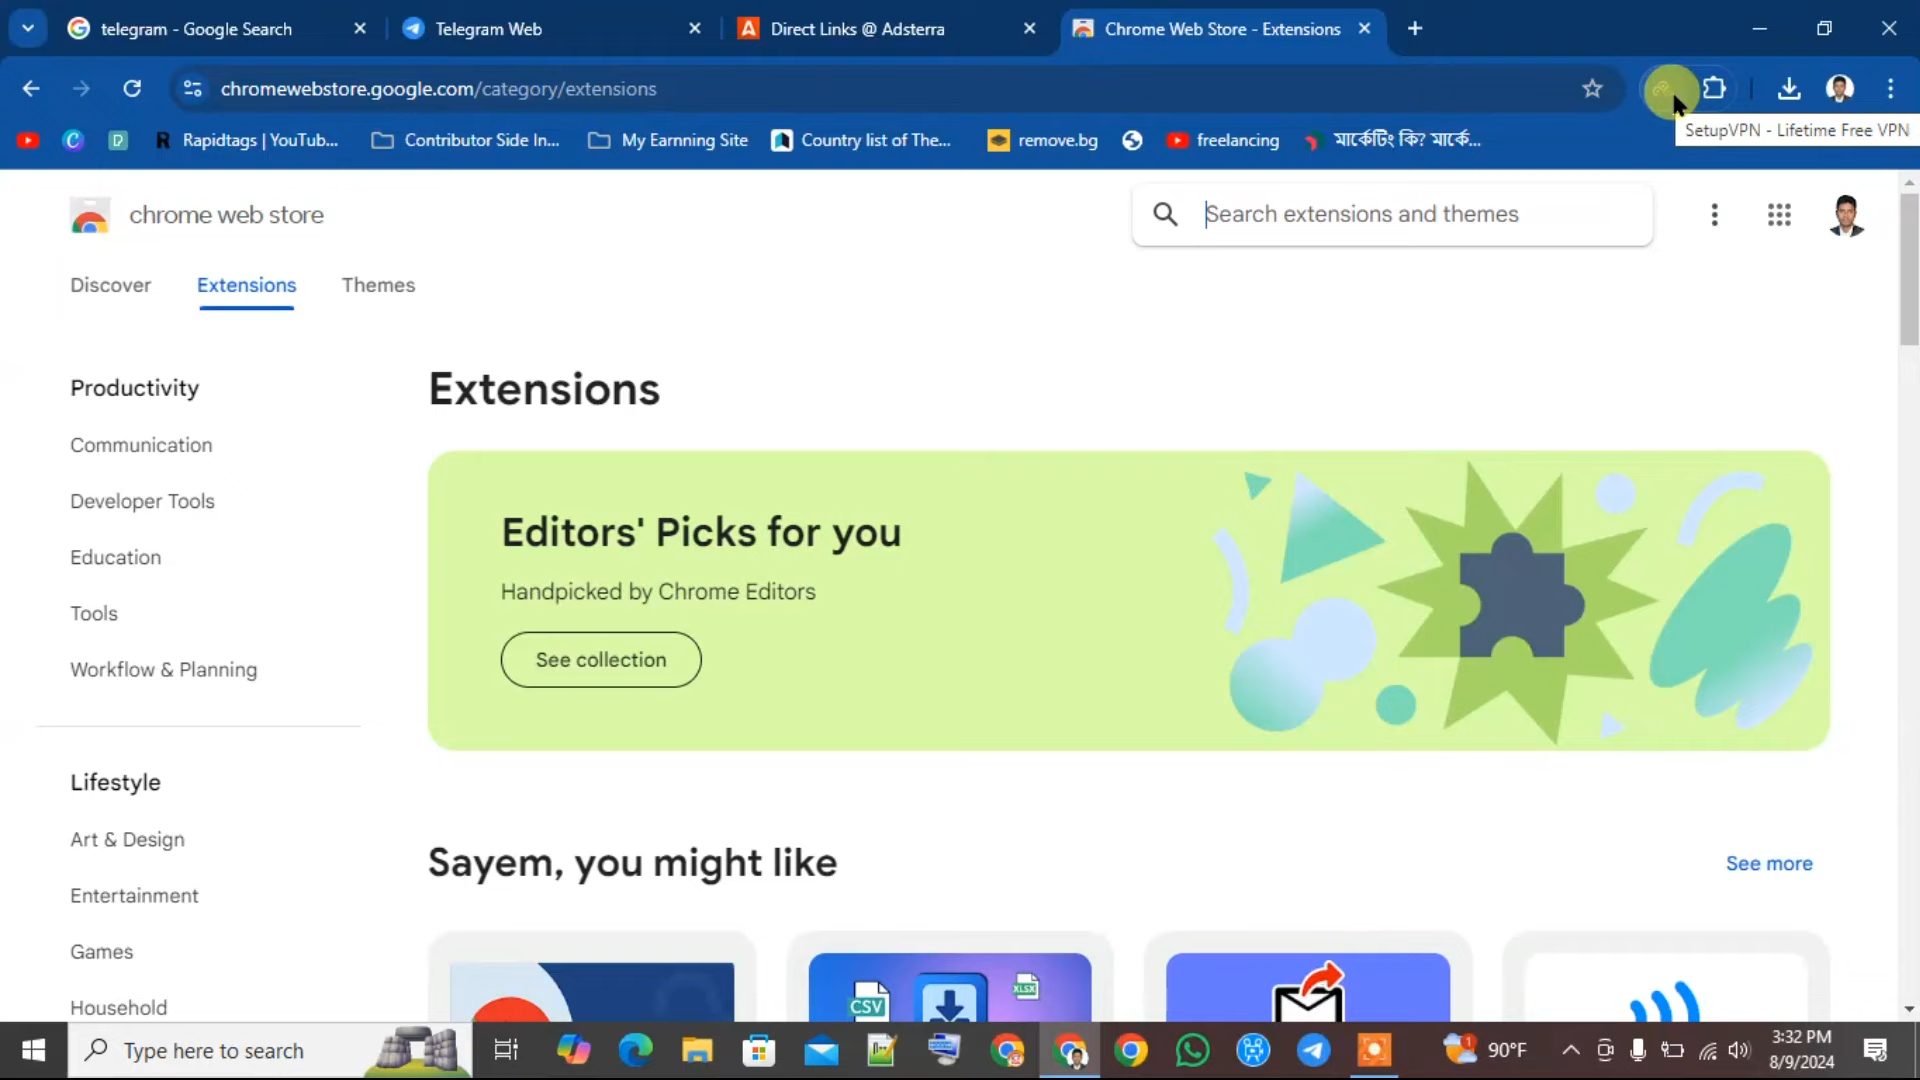 telegram - Google Search
Telegram Web
Direct Links @ Adsterra
Chrome Web Store - Extensions
chromewebstore.google.com/category/extensions
Rapidtags | YouTub...
Contributor Side In...
My Earnning Site
Country list of The...
remove.bg
freelancing
মার্কেটিং কি? মার্কে...
SetupVPN - Lifetime Free VPN
chrome web store
Search extensions and themes
Discover
Extensions
Themes
Productivity
Communication
Developer Tools
Education
Tools
Workflow & Planning
Lifestyle
Art & Design
Entertainment
Games
Household
Extensions
Editors' Picks for you
Handpicked by Chrome Editors
See collection
Sayem, you might like
See more
CSV
XLSX
Type here to search
90°F
3:32 PM
8/9/2024